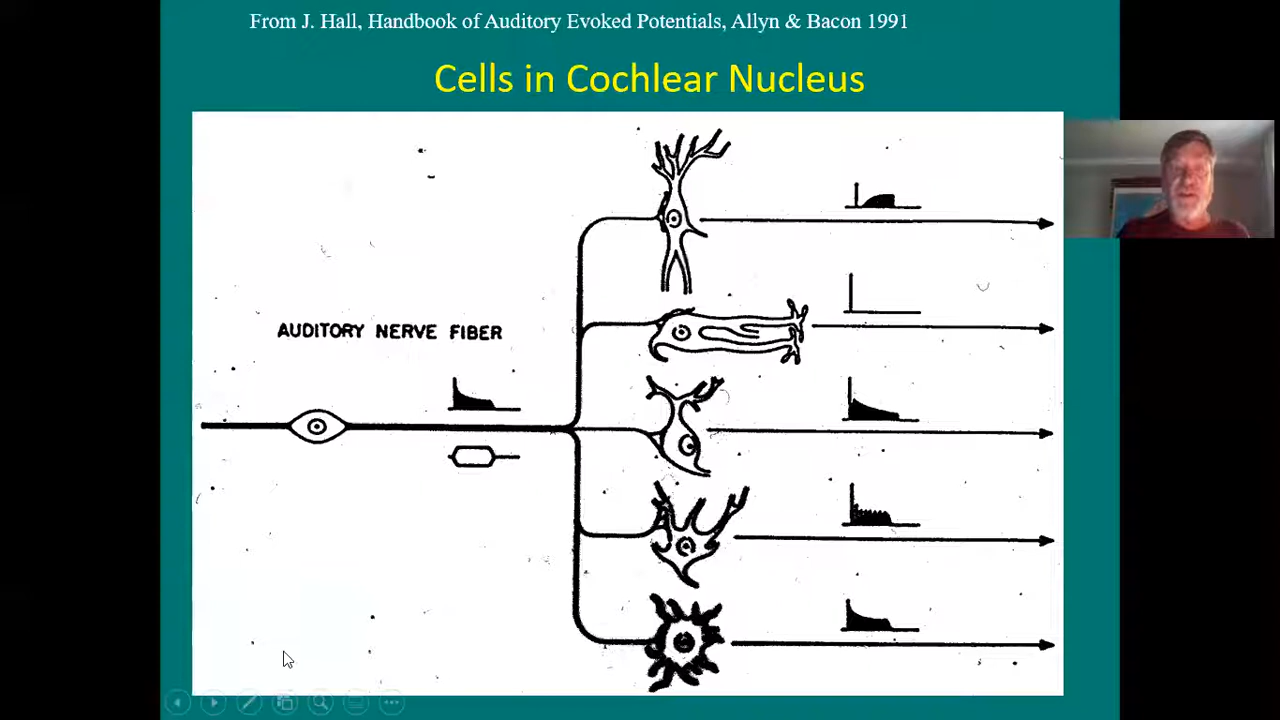 From J. Hall, Handbook of Auditory Evoked Potentials, Allyn & Bacon 1991
Cells in Cochlear Nucleus
AUDITORY NERVE FIBER